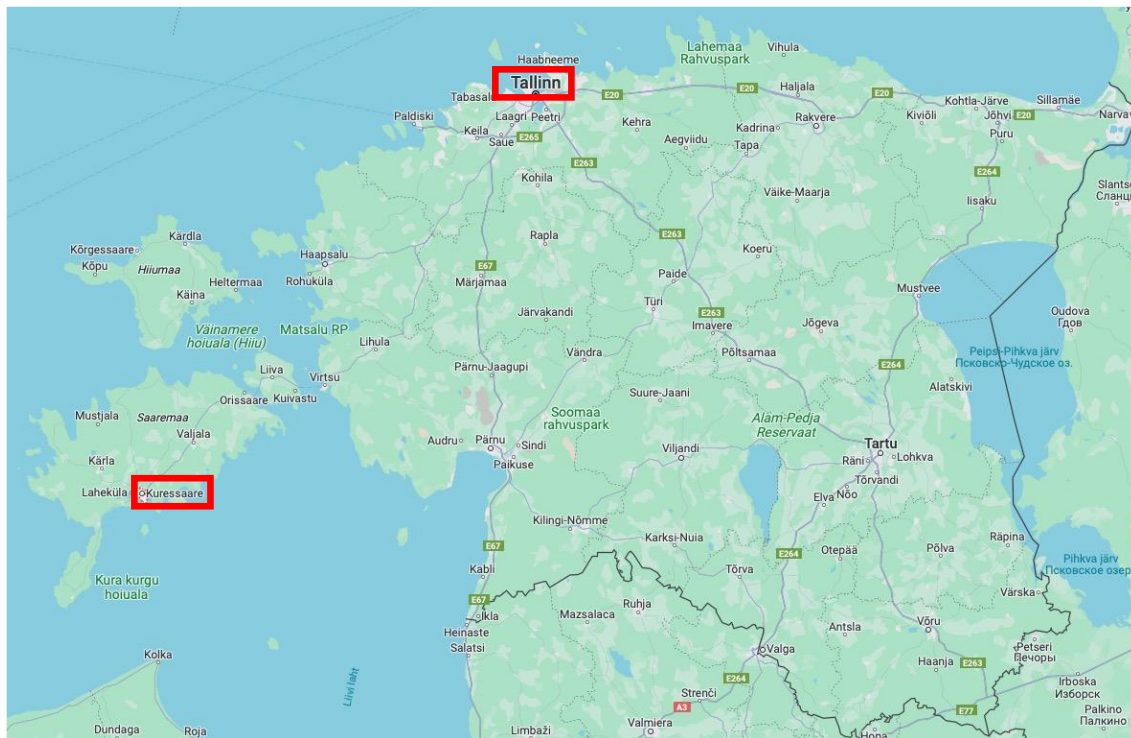 Lahemaa
Rahvuspark
Vihula
Haabneeme
Tallinn
Tabasalu
E20
E20
Haljala
E20
Kohtla-Järve
Sillamäe
Paldiski
Laagri
Peetri
Kehra
Kiviõli
Jõhvi
E20
Narva
Keila
E265
Saue
Aegviidu
Kadrina
Rakvere
Puru
Tapa
E263
E264
Kohila
Väike-Maarja
Slants
Сланц
Iisaku
Kõrgessaare
Kärdla
Rapla
E263
Koeru
Haapsalu
Kõpu
Hiiumaa
E67
Rohuküla
Märjamaa
Paide
Heltermaa
Käina
Türi
Mustvee
Järvakandi
E263
Oudova
Гдов
Väinamere
hoiuala (Hiiu)
Matsalu RP
Imavere
Jõgeva
Lihula
Vändra
Põltsamaa
Peipsi-Pihkva järv
Псковско-Чудское оз.
E264
Liiva
Virtsu
Pärnu-Jaagupi
Alatskivi
Orissaare
Kuivastu
Suure-Jaani
Mustjala
Saaremaa
Soomaa
rahvuspark
Alam-Pedja
Reservaat
Valjala
Audru
Pärnu
Sindi
Tartu
Viljandi
Räni
Lohkva
Kärla
Paikuse
Tõrvandi
Laheküla
Kuressaare
Elva
Nõo
Kilingi-Nõmme
Karksi-Nuia
Räpina
E67
E264
Otepää
Põlva
Pihkva järv
Псковское озер
Kura kurgu
hoiuala
Kabli
Tõrva
Värska
E67
Ruhja
Ikla
Mazsalaca
Heinaste
Antsla
Võru
Salatsi
Valga
Petseri
Печоры
Kolka
Haanja
E263
Liivi laht
E264
Irboska
Изборск
Strenči
A3
E77
Palkino
Палкино
Dundaga
Roja
Limbaži
Valmiera